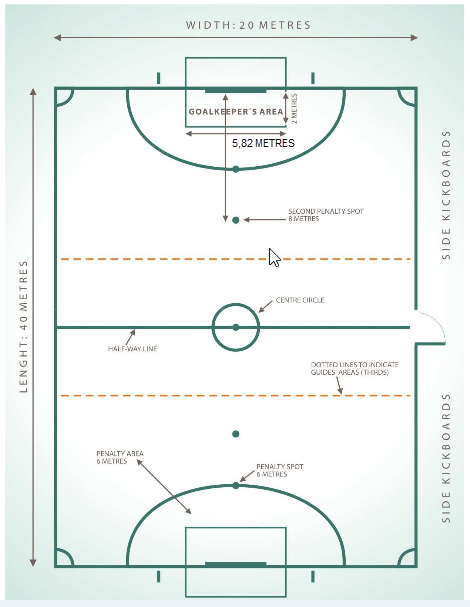 WIDTH: 20 METRES
GOALKEEPER'S AREA
2 METRES
5,82 METRES
SECOND PENALTY SPOT
8 METRES
SIDE KICKBOARDS
CENTRE CIRCLE
LENGHT: 40 METRES
HALF-WAY LINE
DOTTED LINES TO INDICATE
GUIDES AREAS (THIRDS)
SIDE KICKBOARDS
PENALTY AREA
6 METRES
PENALTY SPOT
6 METRES